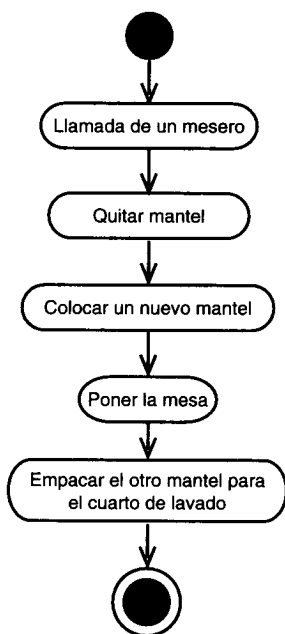 Llamada de un mesero
Quitar mantel
Colocar un nuevo mantel
Poner la mesa
Empacar el otro mantel para
el cuarto de lavado